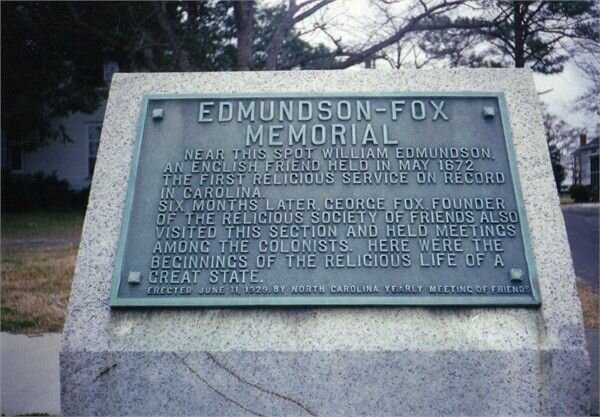 EDMUNDSON-FOX
MEMORIAL
NEAR THIS SPOT, WILLIAM EDMUNDSON,
AN ENGLISH FRIEND HELD IN MAY 1672,
THE FIRST RELIGIOUS SERVICE ON RECORD
IN CAROLINA.
SIX MONTHS LATER, GEORGE FOX, FOUNDER
OF THE RELIGIOUS SOCIETY OF FRIENDS ALSO
VISITED THIS SECTION AND HELD MEETINGS
AMONG THE COLONISTS. HERE WERE THE
BEGINNINGS OF THE RELIGIOUS LIFE OF A
GREAT STATE.
ERECTED JUNE 11, 1929, BY NORTH CAROLINA YEARLY MEETING OF FRIENDS